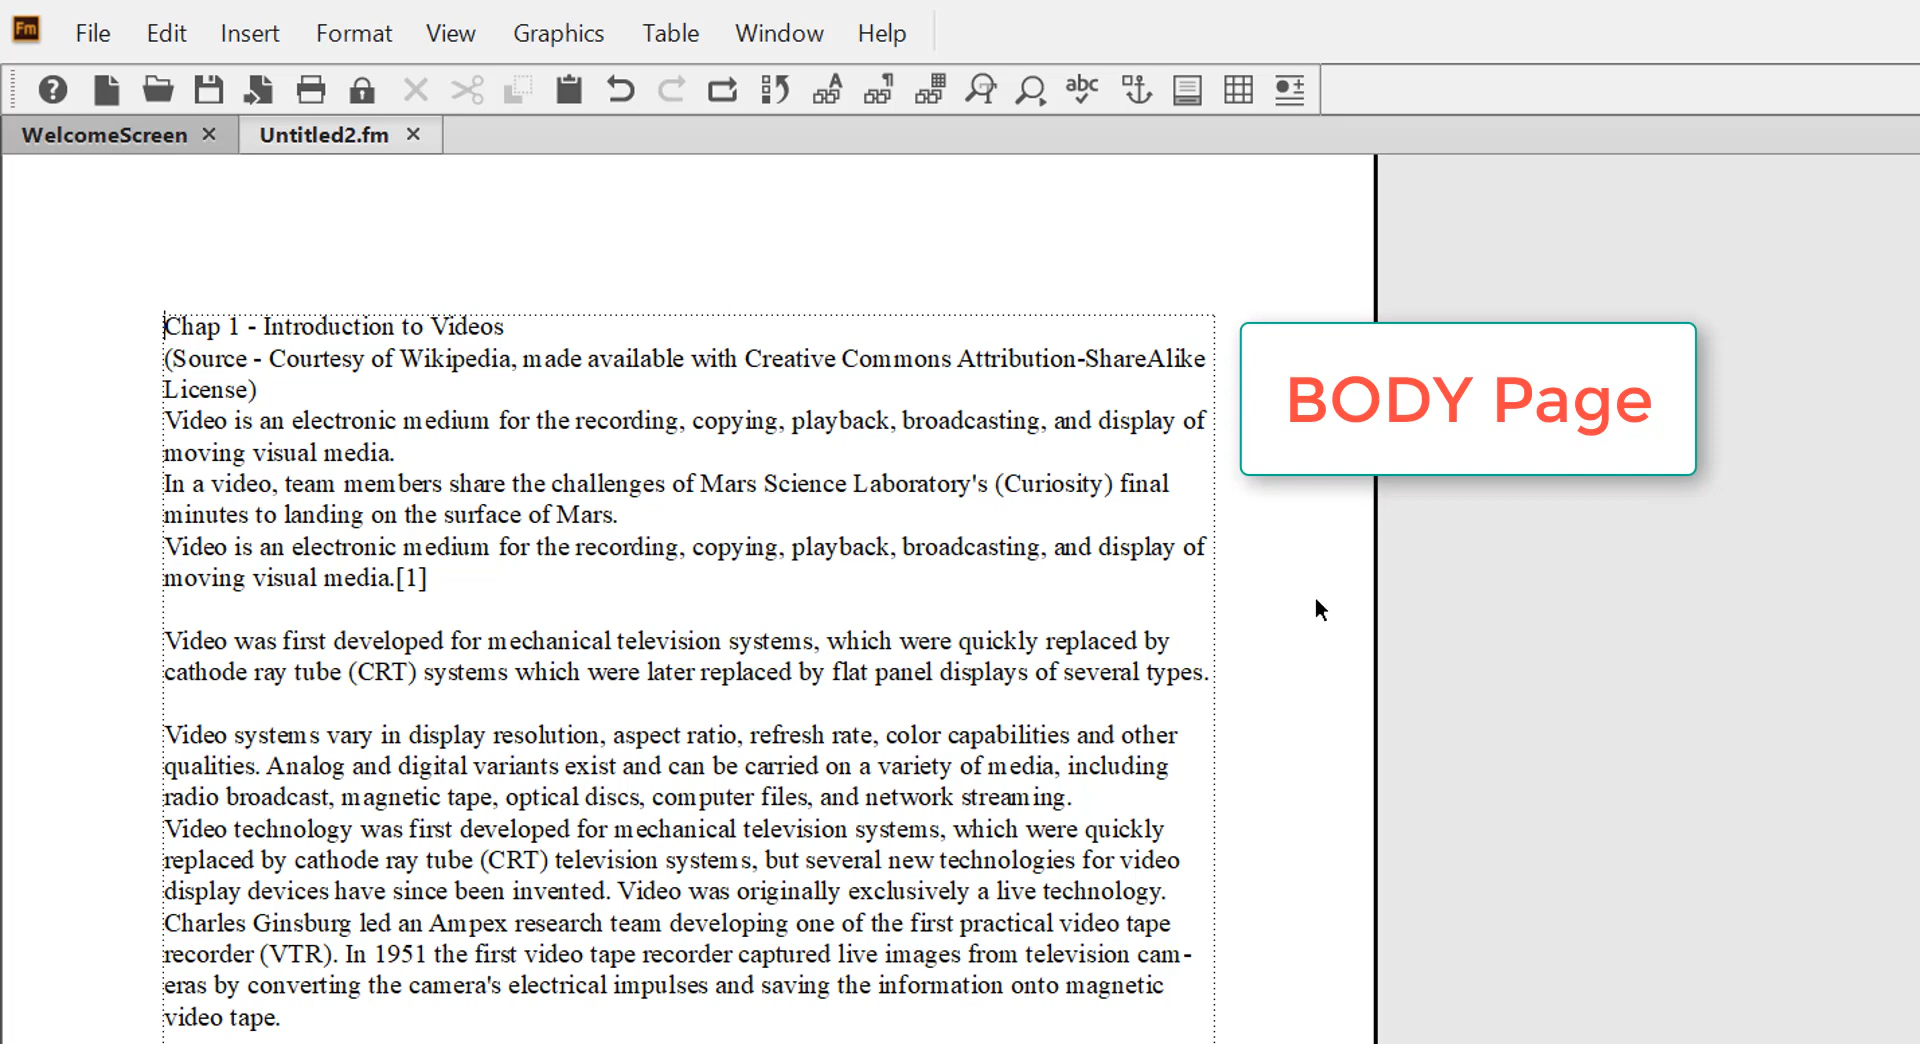 Fm File Edit Insert Format View Graphics Table Window Help
abc
WelcomeScreen × Untitled2.fm ×
Chap 1 - Introduction to Videos
(Source - Courtesy of Wikipedia, made available with Creative Commons Attribution-ShareAlike
License)
Video is an electronic medium for the recording, copying, playback, broadcasting, and display of
moving visual media.
In a video, team members share the challenges of Mars Science Laboratory's (Curiosity) final
minutes to landing on the surface of Mars.
Video is an electronic medium for the recording, copying, playback, broadcasting, and display of
moving visual media.[1]
Video was first developed for mechanical television systems, which were quickly replaced by
cathode ray tube (CRT) systems which were later replaced by flat panel displays of several types.
Video systems vary in display resolution, aspect ratio, refresh rate, color capabilities and other
qualities. Analog and digital variants exist and can be carried on a variety of media, including
radio broadcast, magnetic tape, optical discs, computer files, and network streaming.
Video technology was first developed for mechanical television systems, which were quickly
replaced by cathode ray tube (CRT) television systems, but several new technologies for video
display devices have since been invented. Video was originally exclusively a live technology.
Charles Ginsburg led an Ampex research team developing one of the first practical video tape
recorder (VTR). In 1951 the first video tape recorder captured live images from television cam-
eras by converting the camera's electrical impulses and saving the information onto magnetic
video tape.
BODY Page